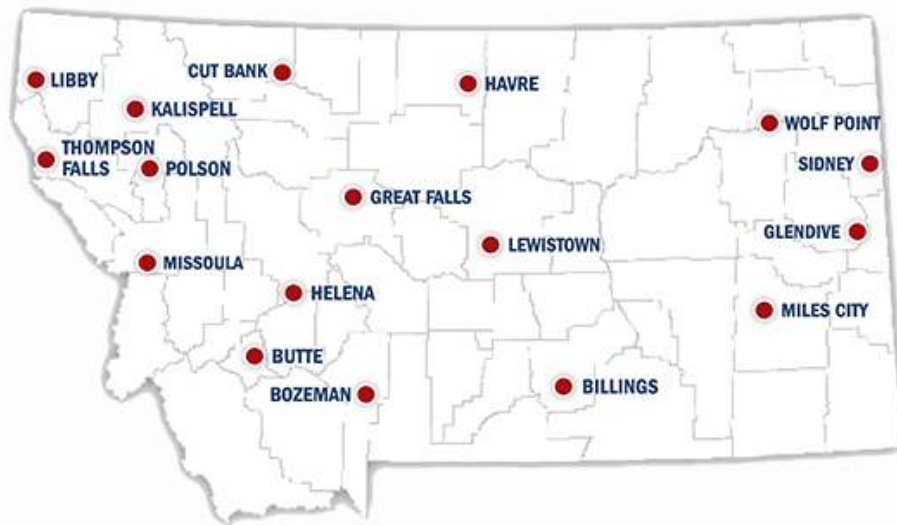 CUT BANK
LIBBY
HAVRE
KALISPELL
WOLF POINT
THOMPSON
FALLS
POLSON
SIDNEY
GREAT FALLS
GLENDIVE
LEWISTOWN
MISSOULA
HELENA
MILES CITY
BUTTE
BOZEMAN
BILLINGS